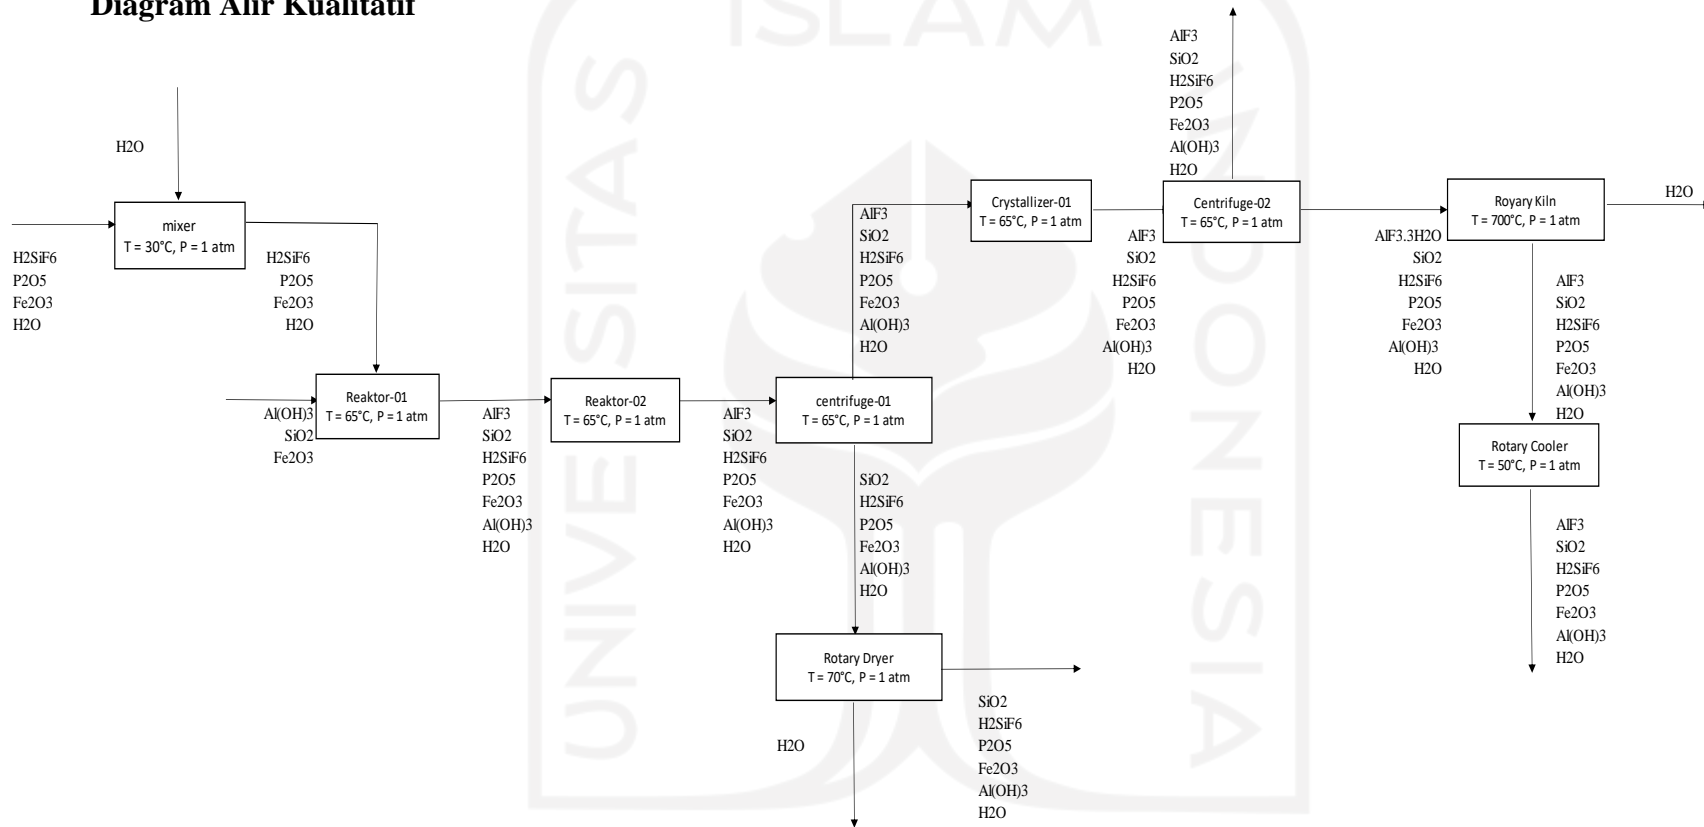 Diagram Alir Kualitatif
ISLAM
UNIVERSITAS
INDONESIA
H2O
mixer
T = 30°C, P = 1 atm
H2SiF6
P2O5
Fe2O3
H2O
H2SiF6
P2O5
Fe2O3
H2O
Al(OH)3
SiO2
Fe2O3
Reaktor-01
T = 65°C, P = 1 atm
AlF3
SiO2
H2SiF6
P2O5
Fe2O3
Al(OH)3
H2O
Reaktor-02
T = 65°C, P = 1 atm
AlF3
SiO2
H2SiF6
P2O5
Fe2O3
Al(OH)3
H2O
centrifuge-01
T = 65°C, P = 1 atm
AlF3
SiO2
H2SiF6
P2O5
Fe2O3
Al(OH)3
H2O
SiO2
H2SiF6
P2O5
Fe2O3
Al(OH)3
H2O
Rotary Dryer
T = 70°C, P = 1 atm
H2O
SiO2
H2SiF6
P2O5
Fe2O3
Al(OH)3
H2O
Crystallizer-01
T = 65°C, P = 1 atm
AlF3
SiO2
H2SiF6
P2O5
Fe2O3
Al(OH)3
H2O
AlF3
SiO2
H2SiF6
P2O5
Fe2O3
Al(OH)3
H2O
Centrifuge-02
T = 65°C, P = 1 atm
AlF3.3H2O
SiO2
H2SiF6
P2O5
Fe2O3
Al(OH)3
H2O
Royary Kiln
T = 700°C, P = 1 atm
H2O
AlF3
SiO2
H2SiF6
P2O5
Fe2O3
Al(OH)3
H2O
Rotary Cooler
T = 50°C, P = 1 atm
AlF3
SiO2
H2SiF6
P2O5
Fe2O3
Al(OH)3
H2O